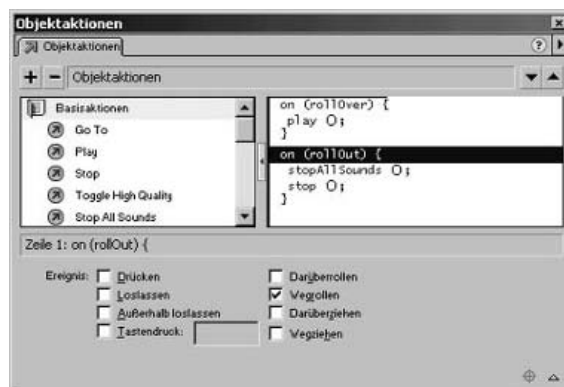 Objektaktionen
Objektaktionen
Objektaktionen
Basisaktionen
Go To
Play
Stop
Toggle High Quality
Stop All Sounds
on (rollOver) {
play ();
}
on (rollOut) {
stopAllSounds ();
stop ();
}
Zeile 1: on (rollOut) {
Ereignis:
Drücken
Loslassen
Außerhalb loslassen
Tastendruck:
Darüberrollen
Wegrollen
Darüberziehen
Wegziehen